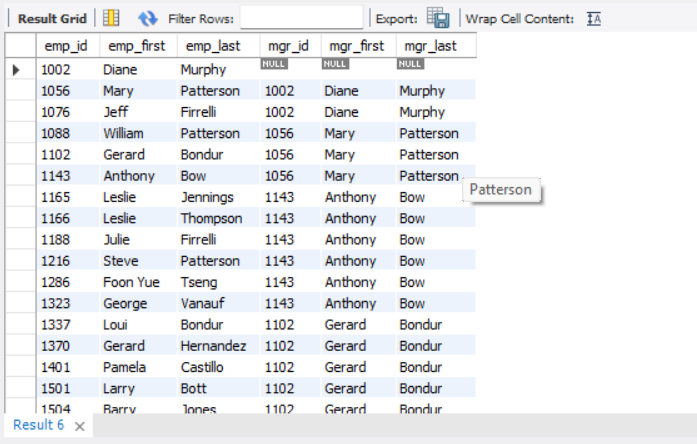 Result Grid Filter Rows: Export: Wrap Cell Content: IA
emp_id emp_first emp_last mgr_id mgr_first mgr_last
1002 Diane Murphy NULL NULL NULL
1056 Mary Patterson 1002 Diane Murphy
1076 Jeff Firrelli 1002 Diane Murphy
1088 William Patterson 1056 Mary Patterson
1102 Gerard Bondur 1056 Mary Patterson
1143 Anthony Bow 1056 Mary Patterson
Patterson
1165 Leslie Jennings 1143 Anthony Bow
1166 Leslie Thompson 1143 Anthony Bow
1188 Julie Firrelli 1143 Anthony Bow
1216 Steve Patterson 1143 Anthony Bow
1286 Foon Yue Tseng 1143 Anthony Bow
1323 George Vanauf 1143 Anthony Bow
1337 Loui Bondur 1102 Gerard Bondur
1370 Gerard Hernandez 1102 Gerard Bondur
1401 Pamela Castillo 1102 Gerard Bondur
1501 Larry Bott 1102 Gerard Bondur
1504 Barry Jones 1102 Gerard Bondur
Result 6